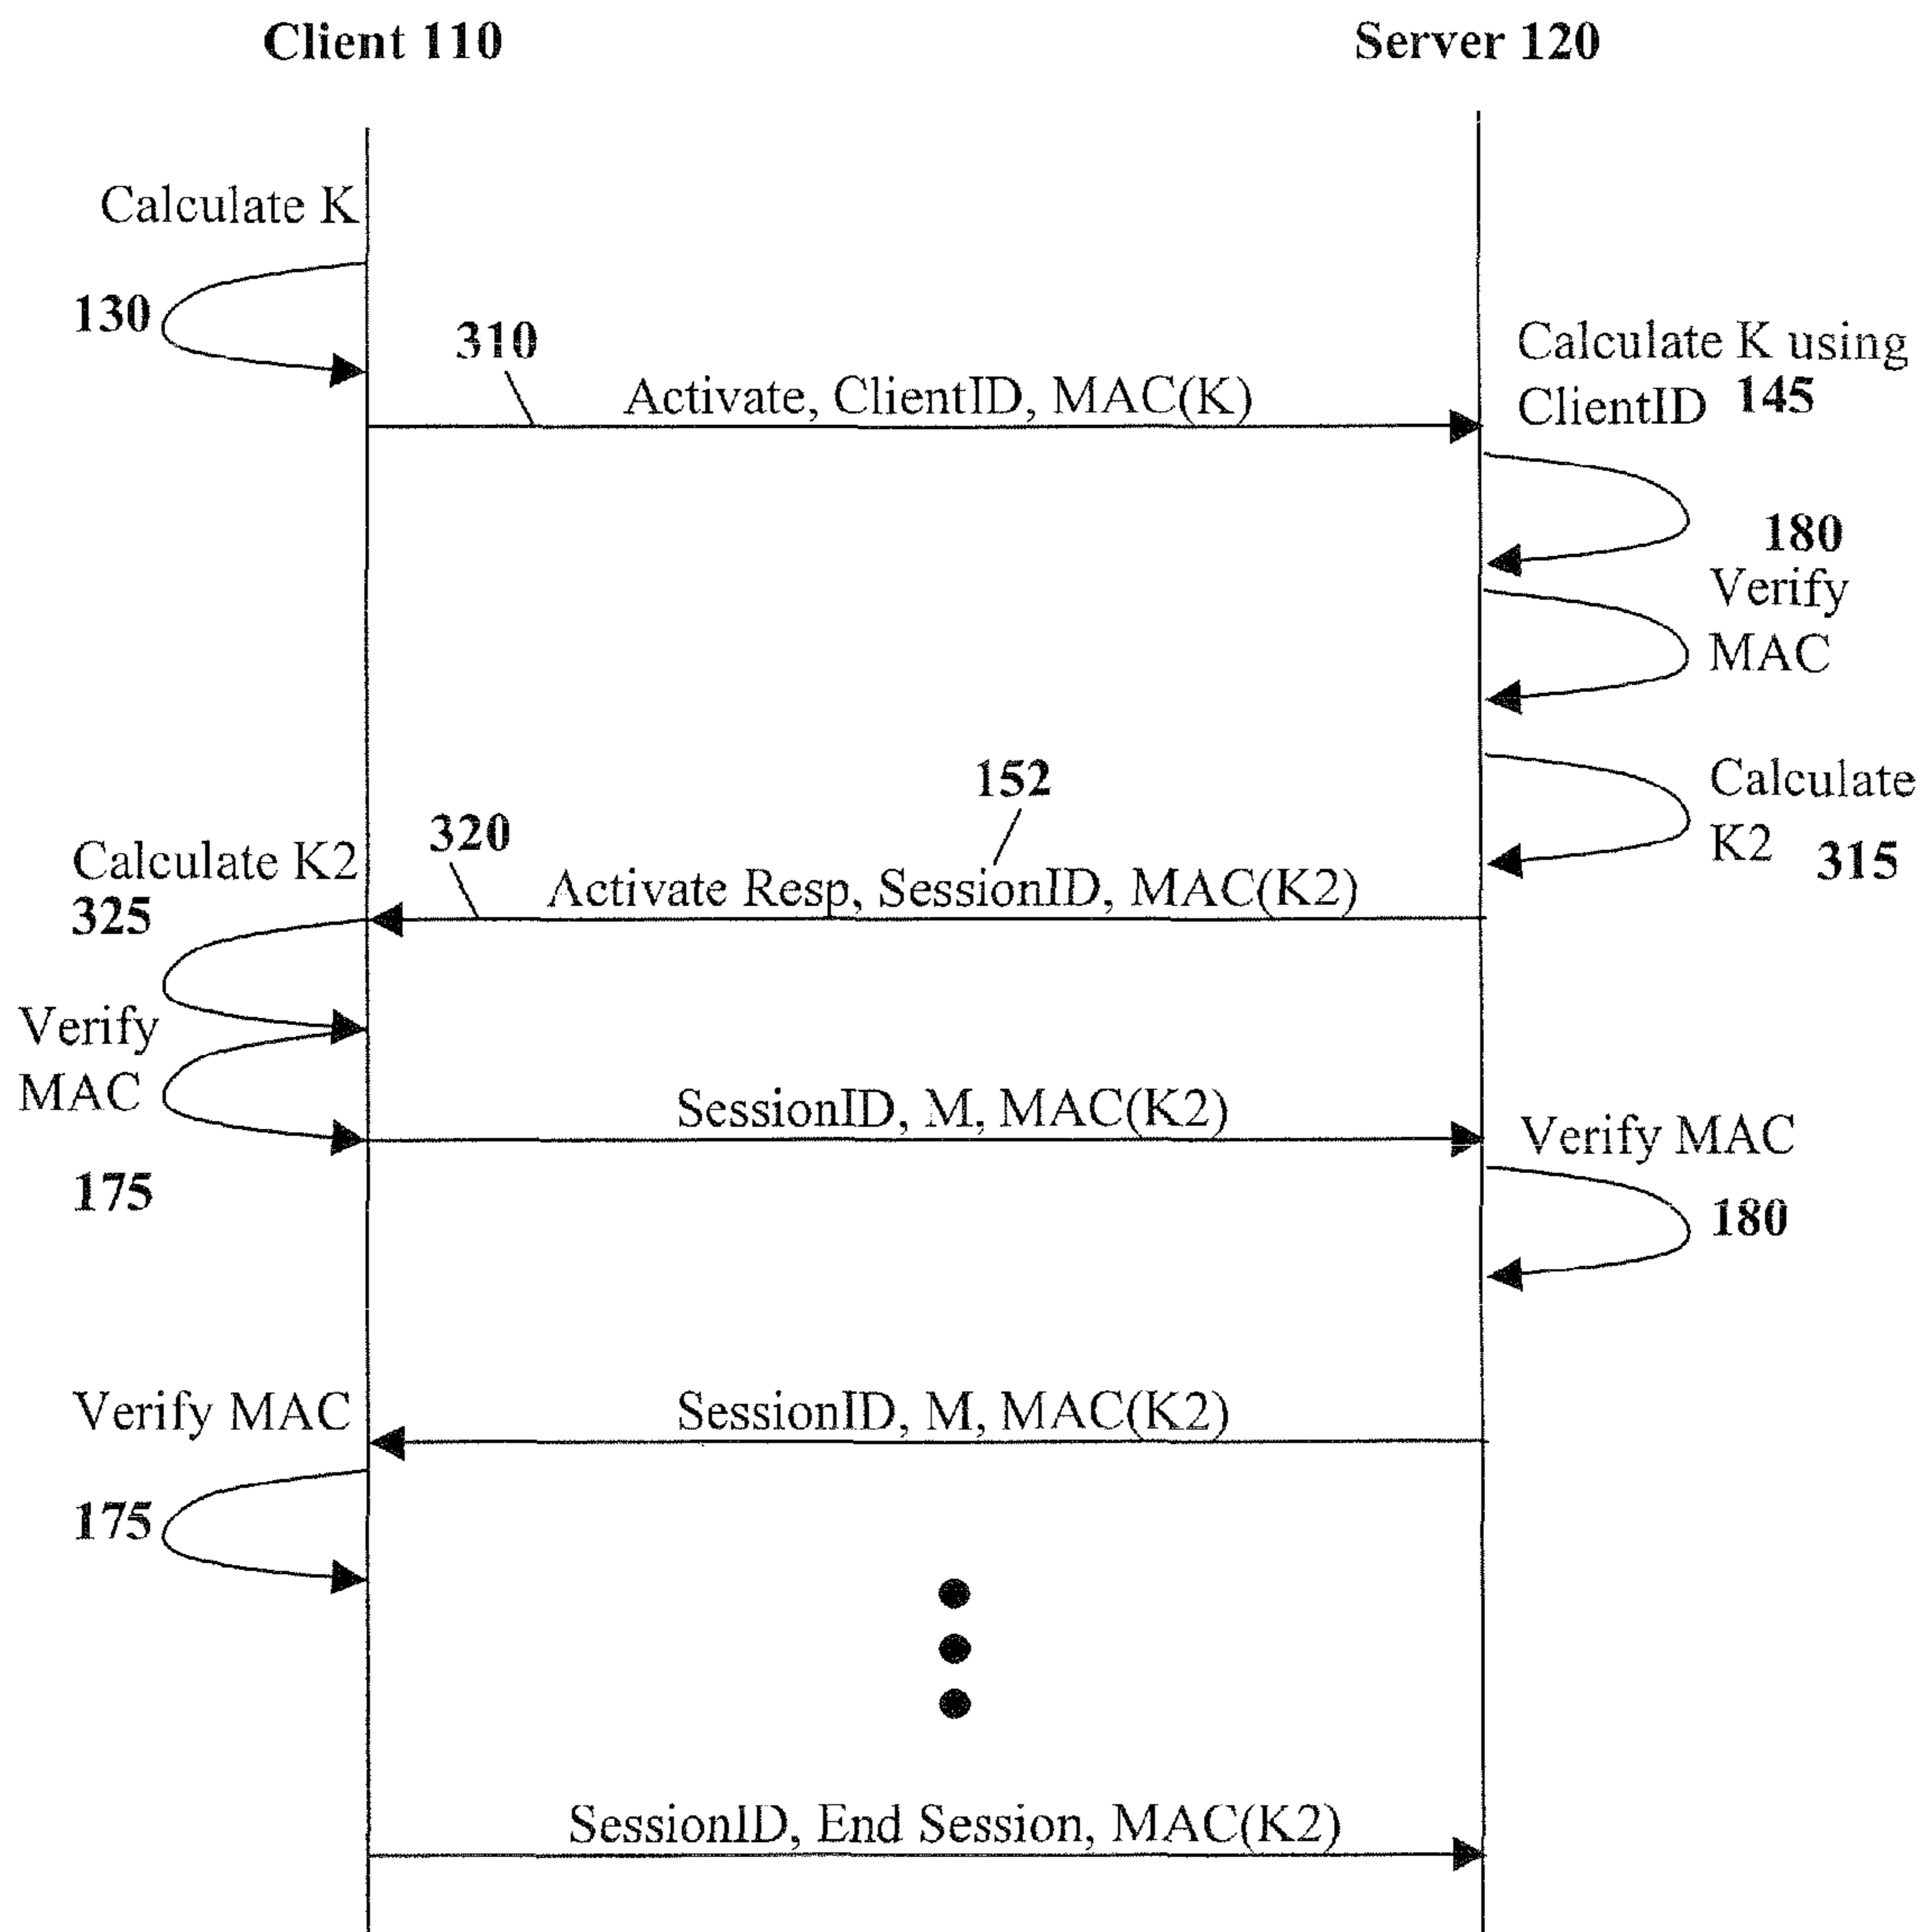 Client 110
Server 120
Calculate K
130
310
Activate, ClientID, MAC(K)
Calculate K using
ClientID 145
180
Verify
MAC
152
Calculate
K2 315
320
Calculate K2
325
Activate Resp, SessionID, MAC(K2)
Verify
MAC
175
SessionID, M, MAC(K2)
Verify MAC
180
Verify MAC
SessionID, M, MAC(K2)
175
SessionID, End Session, MAC(K2)